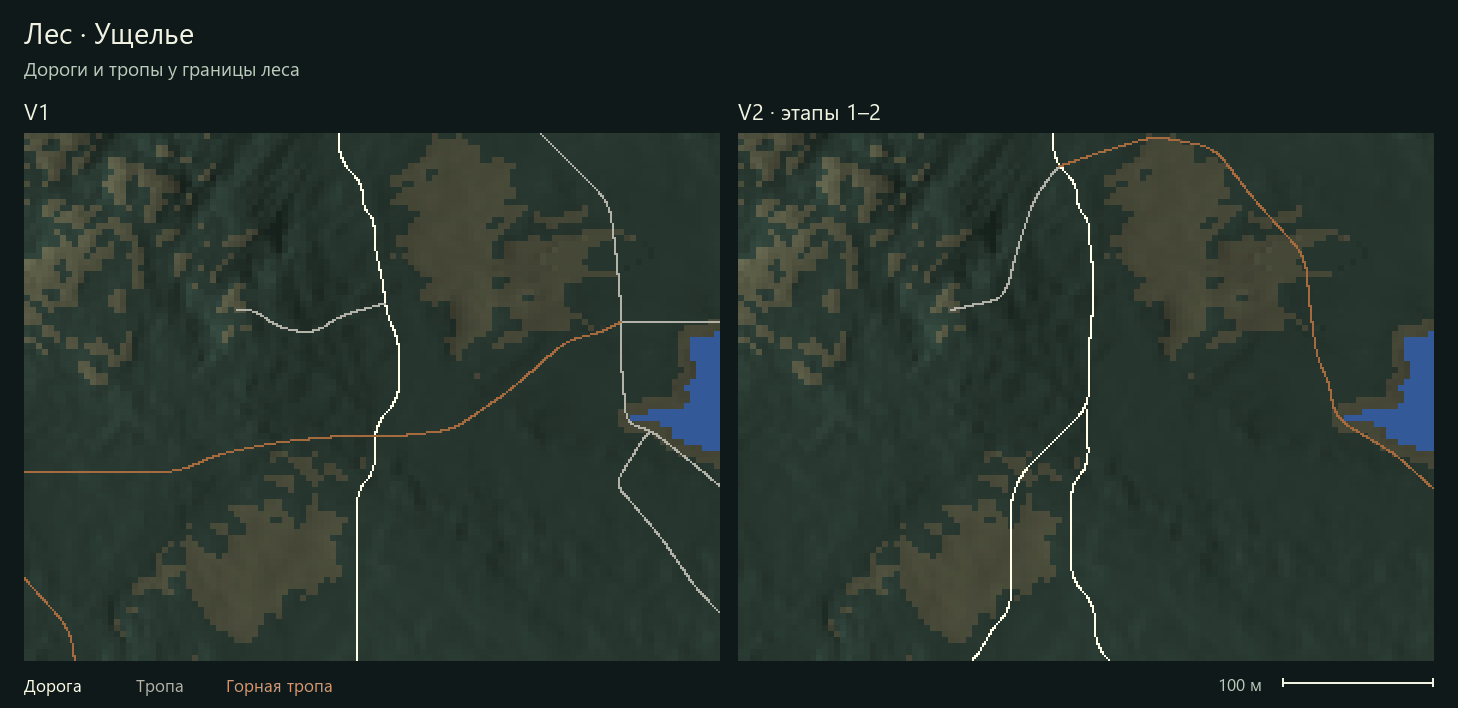 Лес · Ущелье
Дороги и тропы у границы леса
V1
V2 · этапы 1–2
Дорога
Тропа
Горная тропа
100 м